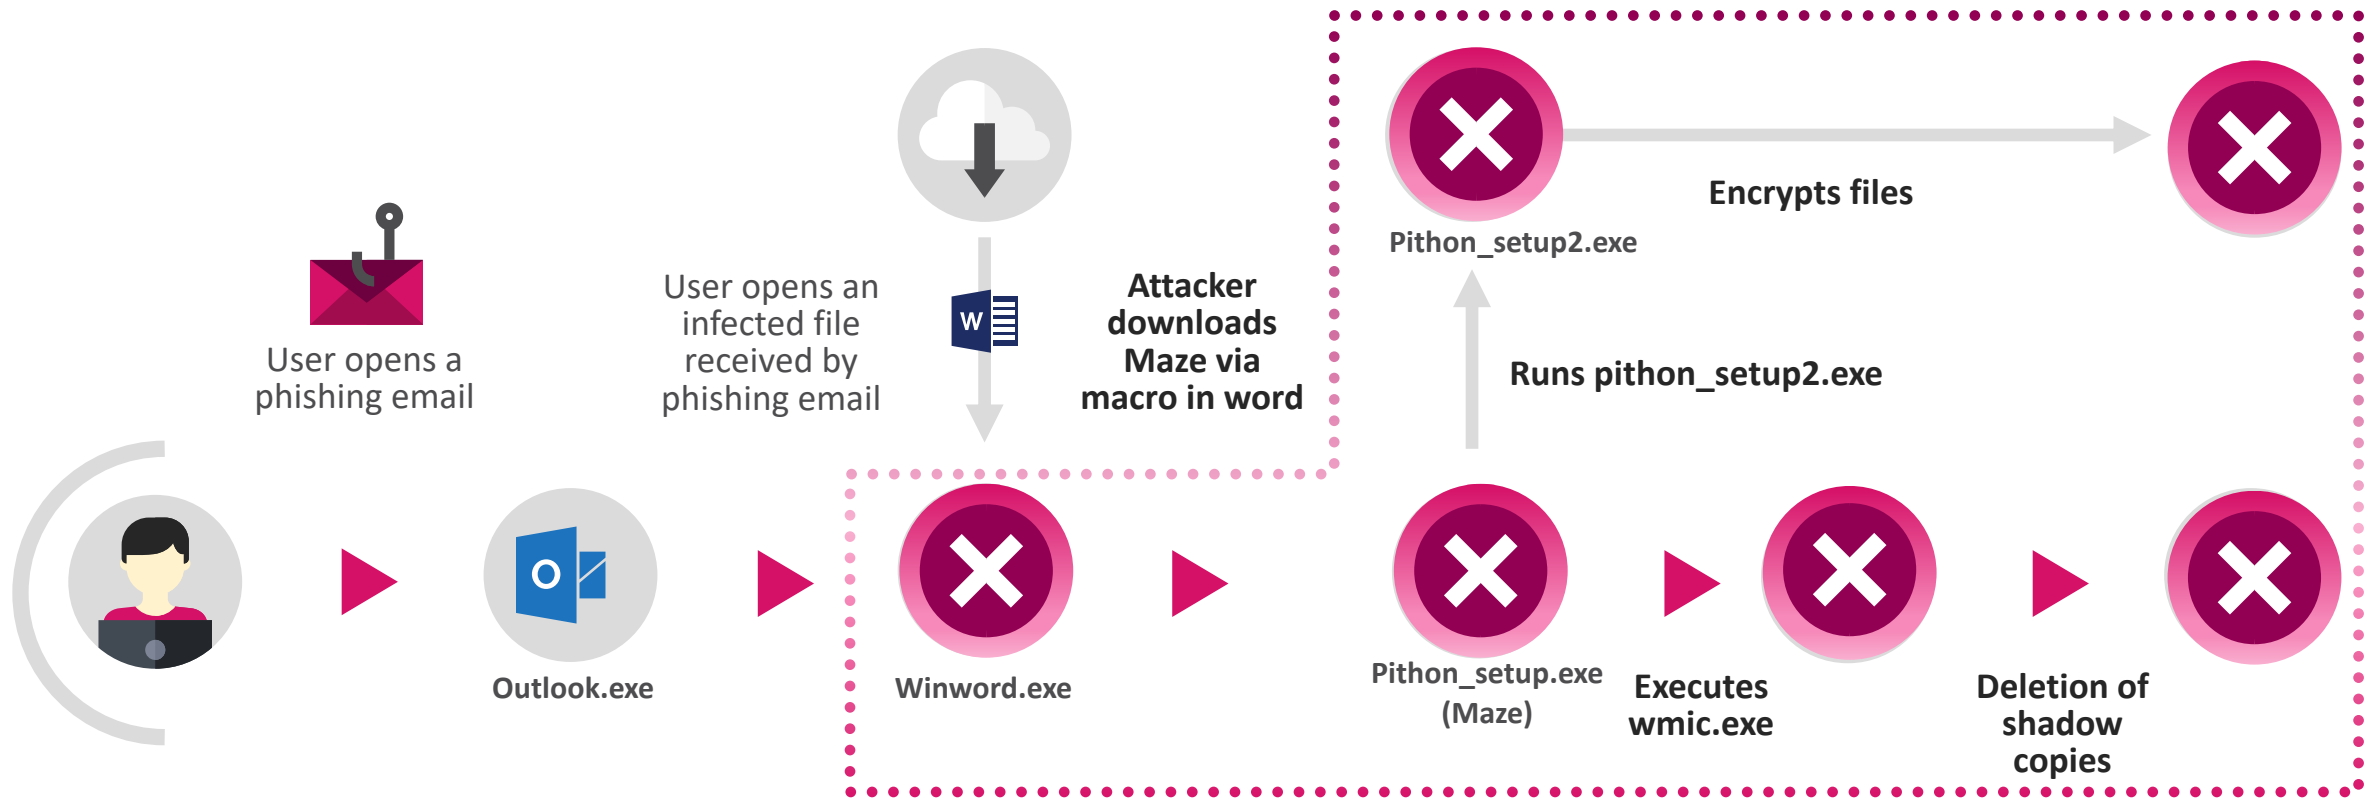 User opens a
phishing email
User opens an
infected file
received by
phishing email
W
Attacker
downloads
Maze via
macro in word
Pithon_setup2.exe
Encrypts files
Runs pithon_setup2.exe
O
Outlook.exe
Winword.exe
Pithon_setup.exe
(Maze)
Executes
wmic.exe
Deletion of
shadow
copies